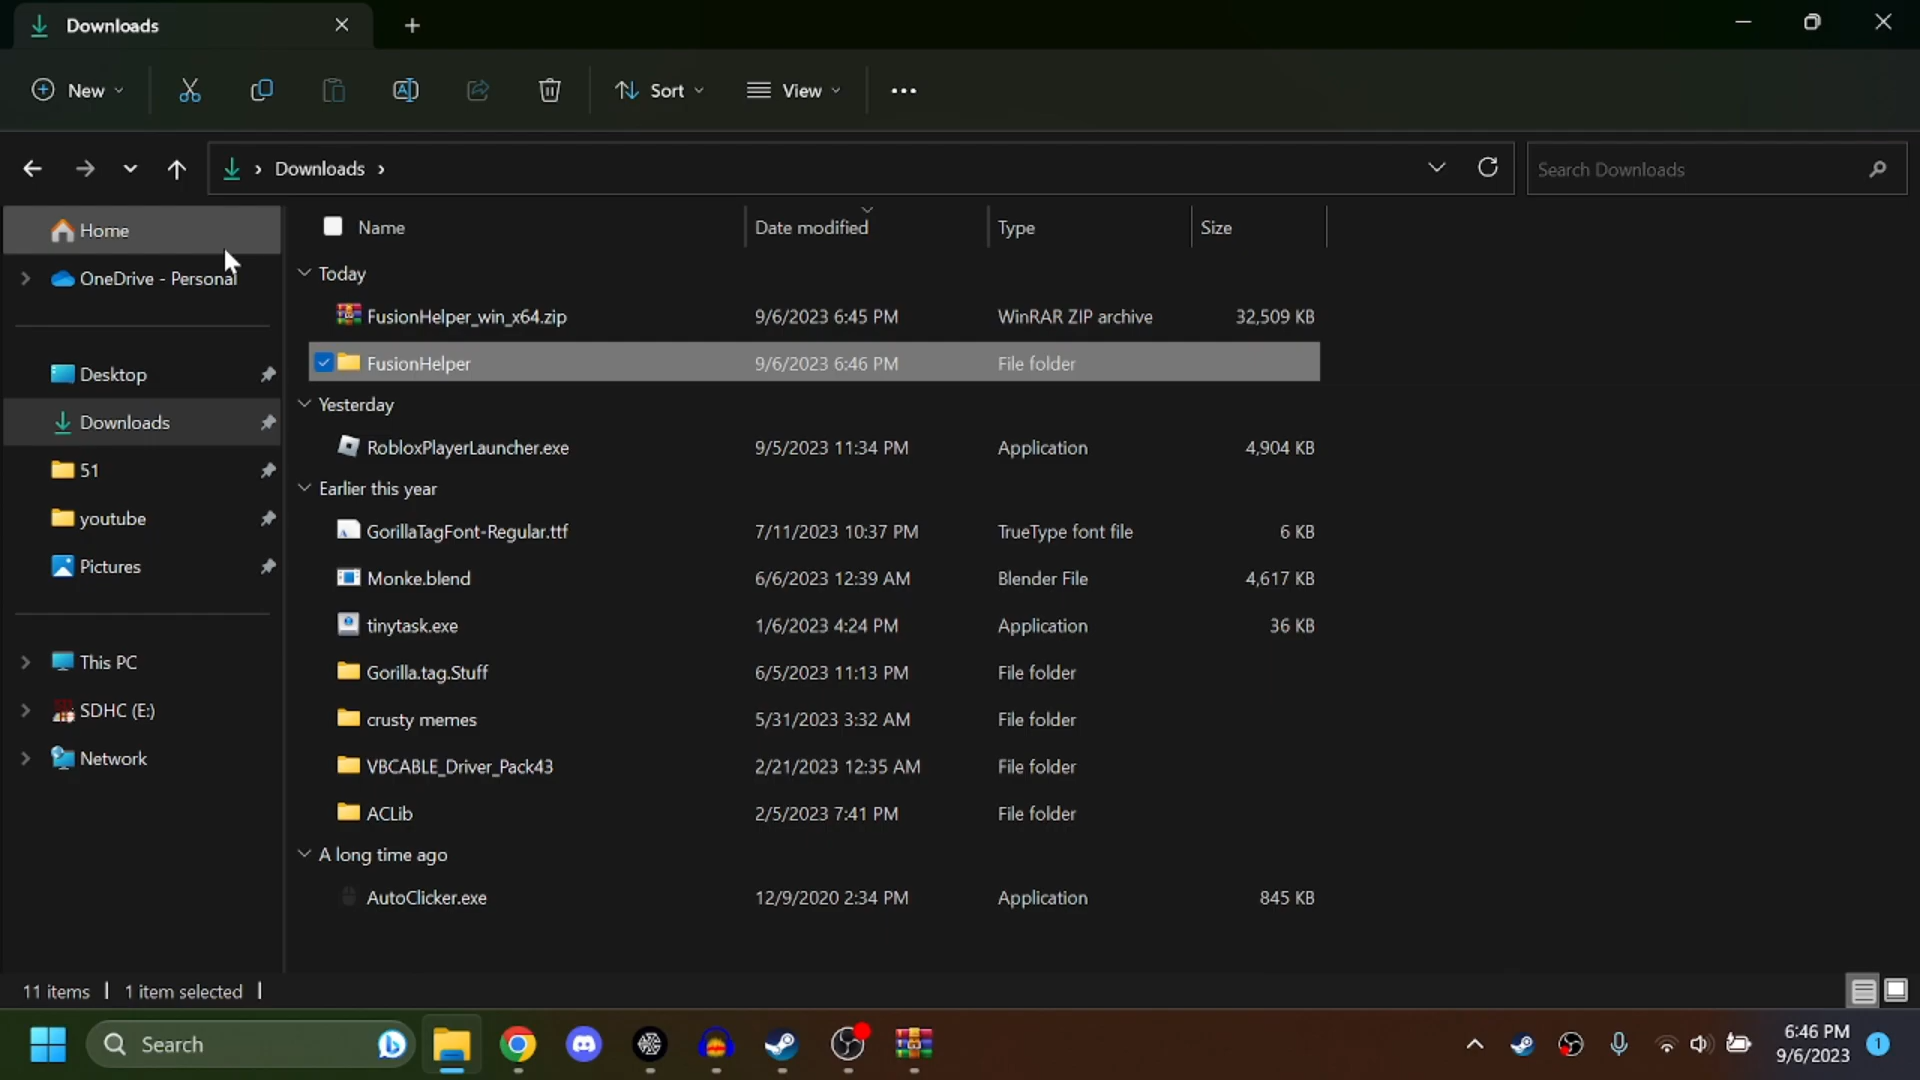 Downloads
New
Sort
View
Downloads
Search Downloads
Home
OneDrive - Personal
Desktop
Downloads
51
youtube
Pictures
This PC
SDHC (E:)
Network
Name Date modified Type Size
Today
FusionHelper_win_x64.zip 9/6/2023 6:45 PM WinRAR ZIP archive 32,509 KB
FusionHelper 9/6/2023 6:46 PM File folder
Yesterday
RobloxPlayerLauncher.exe 9/5/2023 11:34 PM Application 4,904 KB
Earlier this year
GorillaTagFont-Regular.ttf 7/11/2023 10:37 PM TrueType font file 6 KB
Monke.blend 6/6/2023 12:39 AM Blender File 4,617 KB
tinytask.exe 1/6/2023 4:24 PM Application 36 KB
Gorilla.tag.Stuff 6/5/2023 11:13 PM File folder
crusty memes 5/31/2023 3:32 AM File folder
VBCABLE_Driver_Pack43 2/21/2023 12:35 AM File folder
ACLib 2/5/2023 7:41 PM File folder
A long time ago
AutoClicker.exe 12/9/2020 2:34 PM Application 845 KB
11 items 1 item selected
Search
6:46 PM
9/6/2023
1